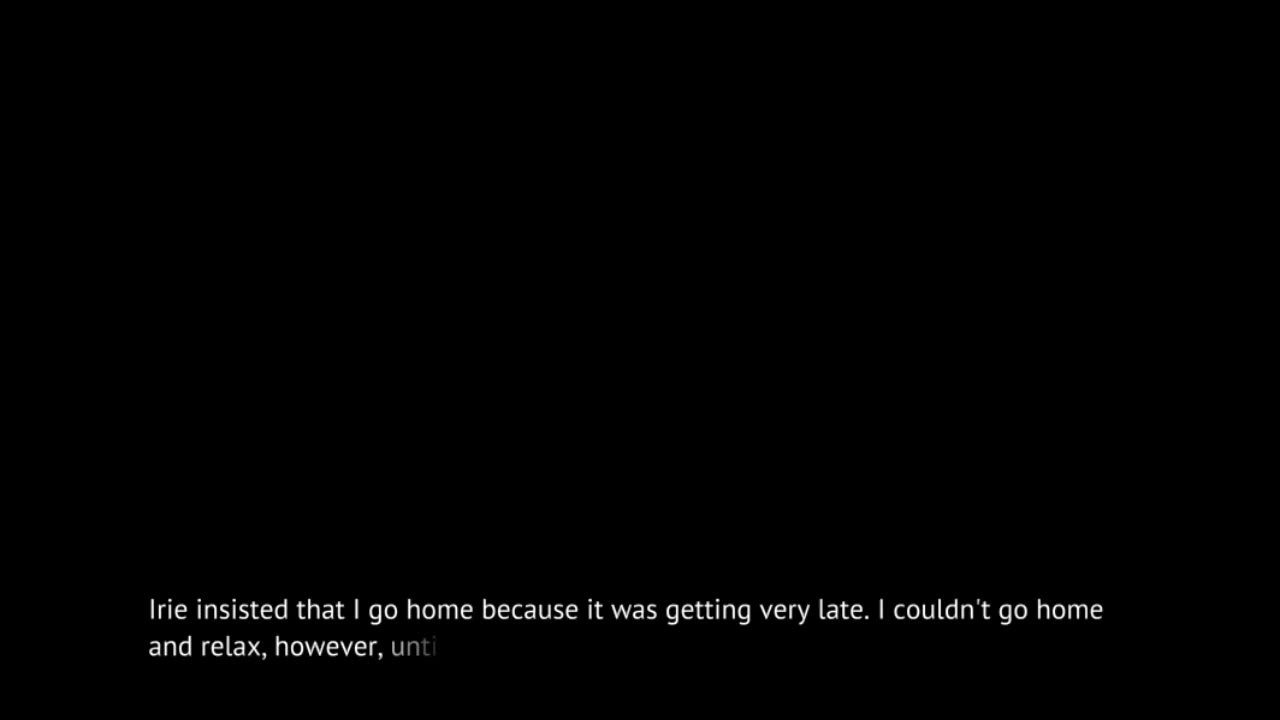 Irie insisted that I go home because it was getting very late. I couldn't go home
and relax, however, unti